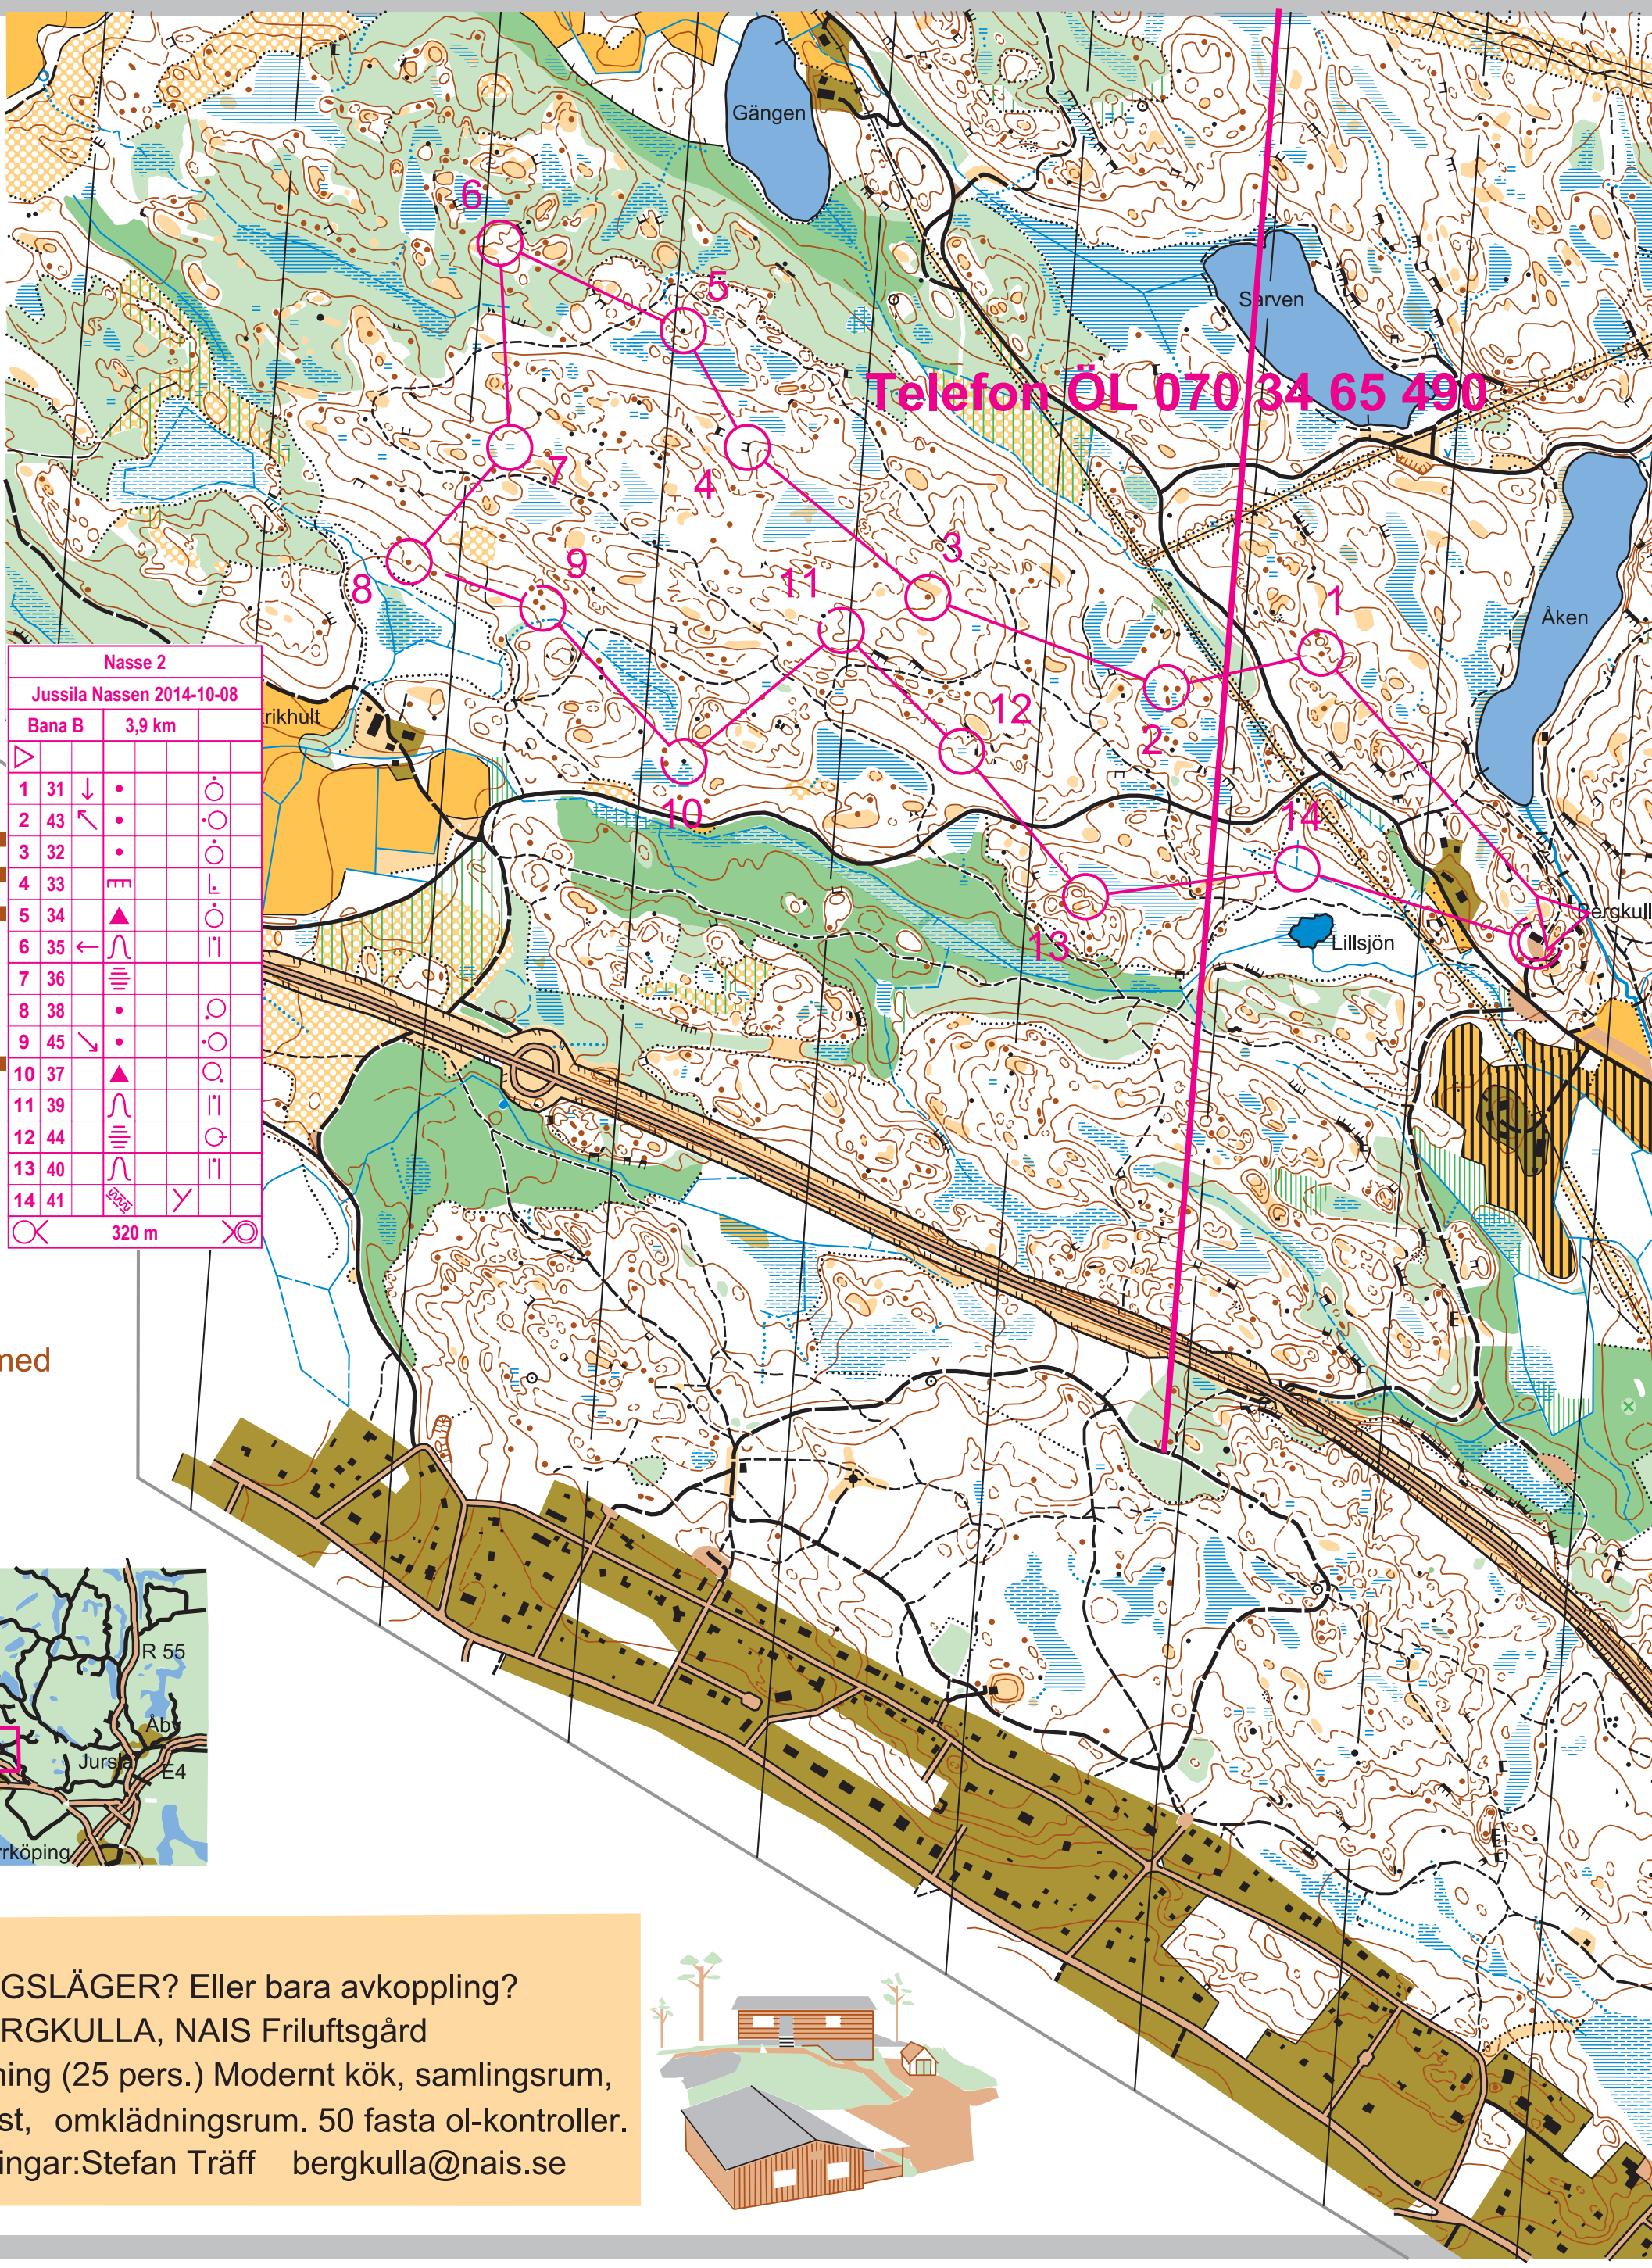 Gängen
6
5
Sarven
Telefon ÖL 070 34 65 490
4
7
3
9
11
8
1
Åken
Nasse 2
Jussila Nassen 2014-10-08
Bana B 3,9 km
1 31
2 43
3 32
4 33
5 34
6 35
7 36
8 38
9 45
10 37
11 39
12 44
13 40
14 41
320 m
rikhult
12
2
10
14
Bergkull
13
Lillsjön
med
R 55
Åby
Jursla
E4
rrköping
GSLÄGER? Eller bara avkoppling?
RGKULLA, NAIS Friluftsgård
ning (25 pers.) Modernt kök, samlingsrum,
st, omklädningsrum. 50 fasta ol-kontroller.
ingar:Stefan Träff bergkulla@nais.se